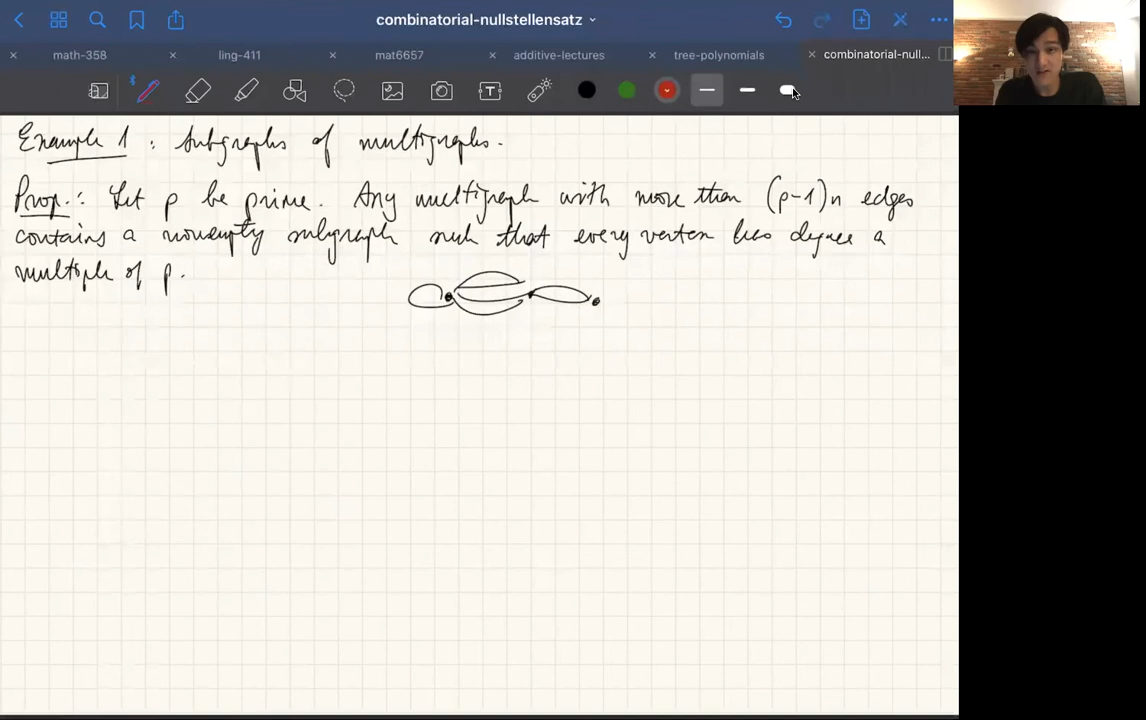 combinatorial-nullstellensatz
math-358
ling-411
mat6657
additive-lectures
tree-polynomials
combinatorial-null...
T
Example 1 : Subgraphs of multigraphs.
Prop.: Let p be prime. Any multigraph with more than (p-1)n edges
contains a nonempty subgraph such that every vertex has degree a
multiple of p.